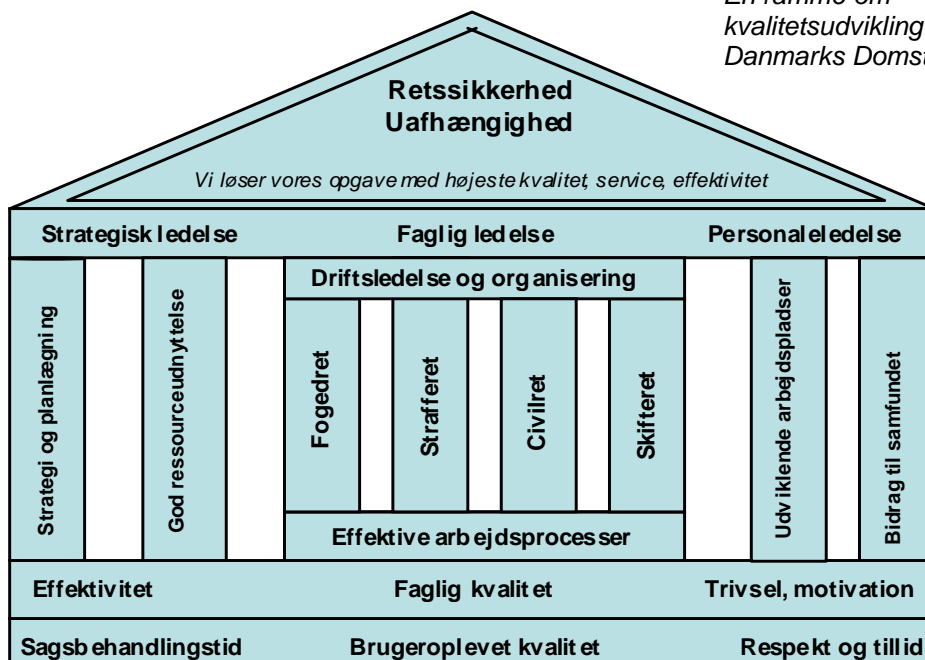 kvalitetsudvikling
Danmarks
Retssikkerhed
Uafhængighed
Vi løser vores opgave med højeste kvalitet, service, effektivitet
Strategisk ledelse
Faglig ledelse
Personaleledelse
Driftsledelse og organisering
Strategi og planlægning
God ressourceudnyttelse
Fogedret
Strafferet
Civilret
Skifteret
Udviklende arbejdspladser
Bidrag til samfundet
Effektive arbejdsprocesser
Effektivitet
Faglig kvalitet
Trivsel, motivation
Sagsbehandlingstid
Brugeroplevet kvalitet
Respekt og tillid